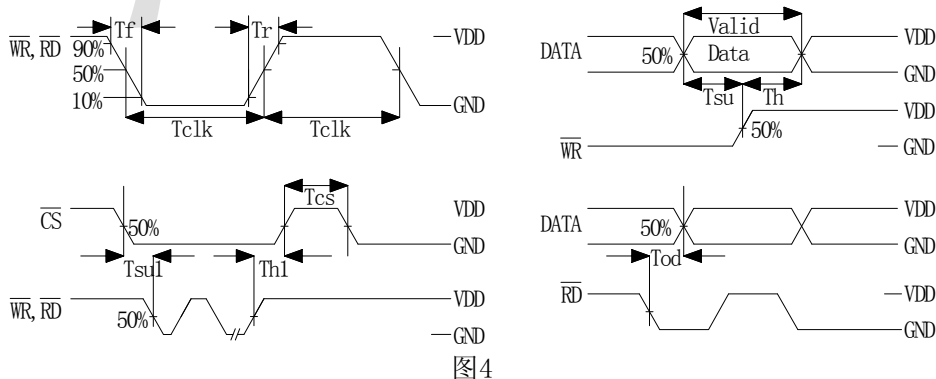 Tf Tr
WR, RD
90%
50%
10%
VDD
GND
Tclk Tclk
DATA
50%
Valid
Data
VDD
GND
Tsu Th
WR
50%
VDD
GND
CS
50%
Tcs
VDD
GND
Tsu1 Th1
WR, RD
50%
VDD
GND
DATA
50%
VDD
GND
Tod
RD
VDD
GND
图4